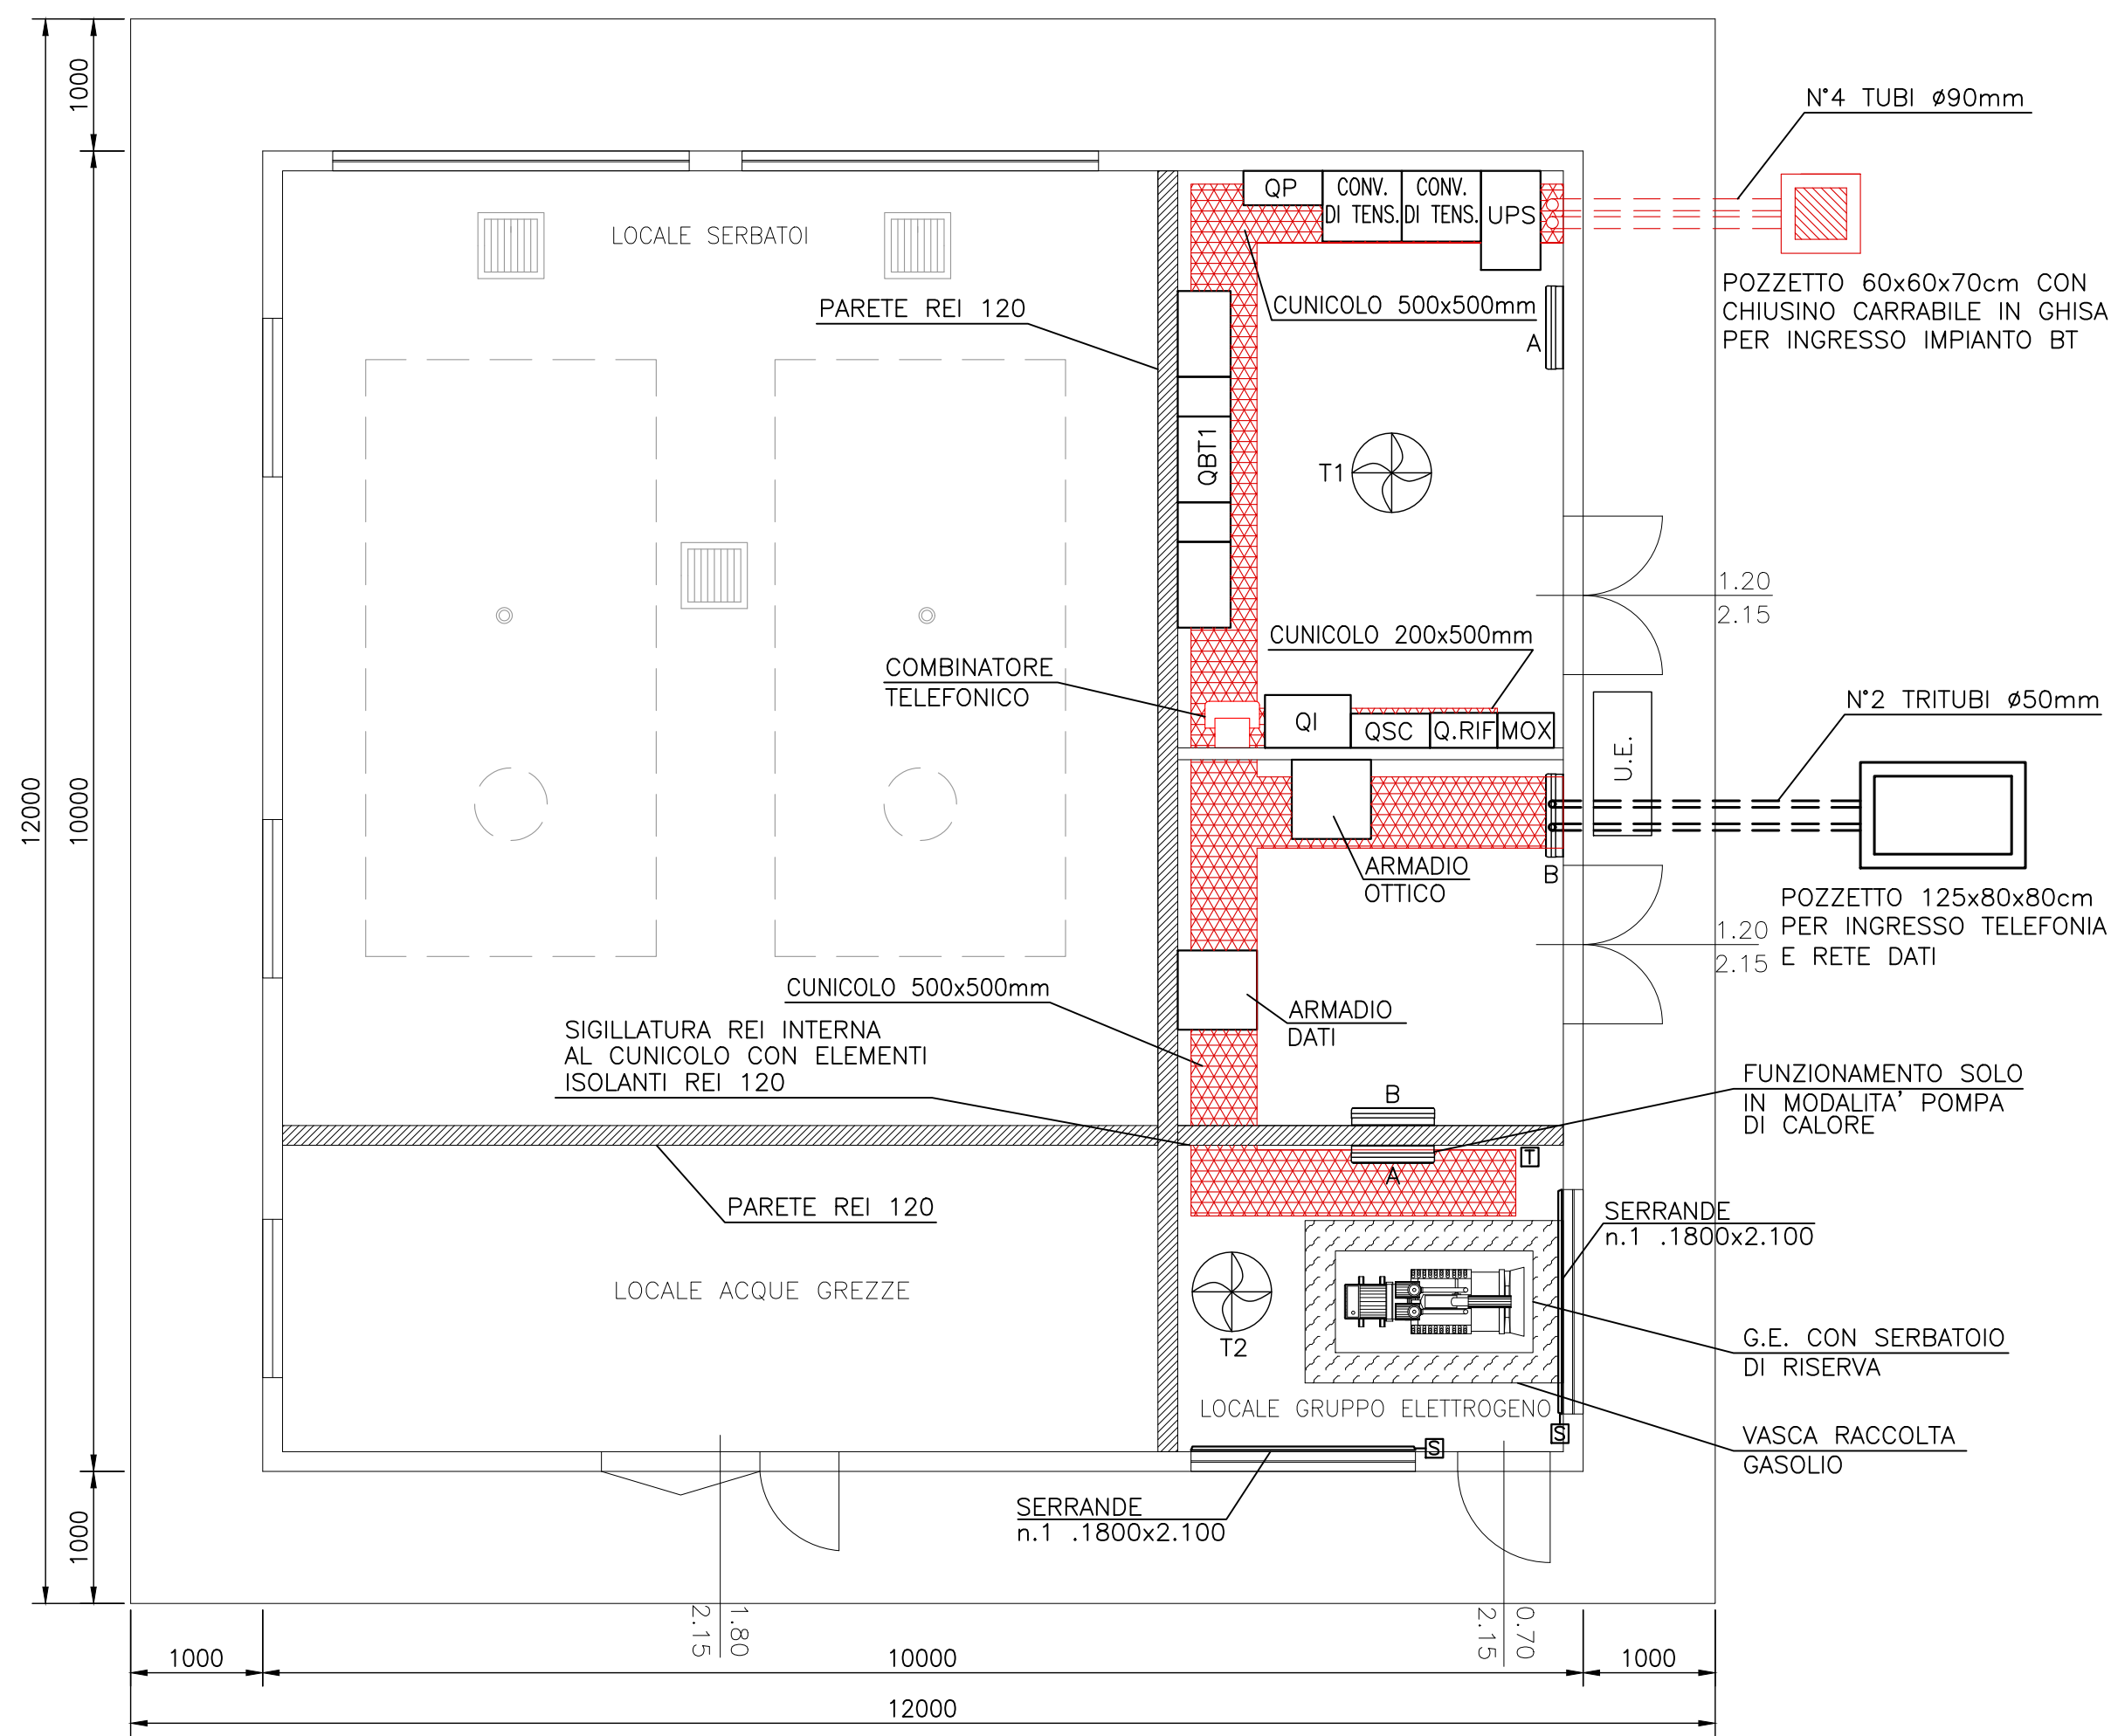 N°4 TUBI ø90mm
1000
QP
CONV.
DI TENS.
CONV.
DI TENS.
UPS
LOCALE SERBATOI
POZZETTO 60x60x70cm CON
CHIUSINO CARRABILE IN GHISA
PER INGRESSO IMPIANTO BT
PARETE REI 120
CUNICOLO 500x500mm
A
QBT1
T1
1.20
2.15
CUNICOLO 200x500mm
COMBINATORE
TELEFONICO
QI
QSC
Q.RIF
MOX
U.E.
N°2 TRITUBI ø50mm
12000
10000
ARMADIO
OTTICO
B
POZZETTO 125x80x80cm
PER INGRESSO TELEFONIA
E RETE DATI
1.20
2.15
CUNICOLO 500x500mm
ARMADIO
DATI
SIGILLATURA REI INTERNA
AL CUNICOLO CON ELEMENTI
ISOLANTI REI 120
FUNZIONAMENTO SOLO
IN MODALITA' POMPA
DI CALORE
B
A
T
PARETE REI 120
SERRANDE
n.1 .1800x2.100
LOCALE ACQUE GREZZE
T2
G.E. CON SERBATOIO
DI RISERVA
LOCALE GRUPPO ELETTROGENO
S
S
VASCA RACCOLTA
GASOLIO
SERRANDE
n.1 .1800x2.100
1000
1.80
2.15
0.70
2.15
1000
10000
1000
12000